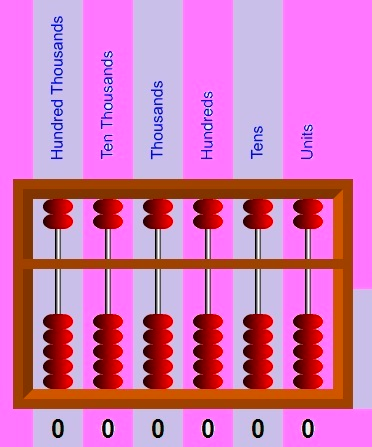 Hundred Thousands
Ten Thousands
Thousands
Hundreds
Tens
Units
0 0 0 0 0 0